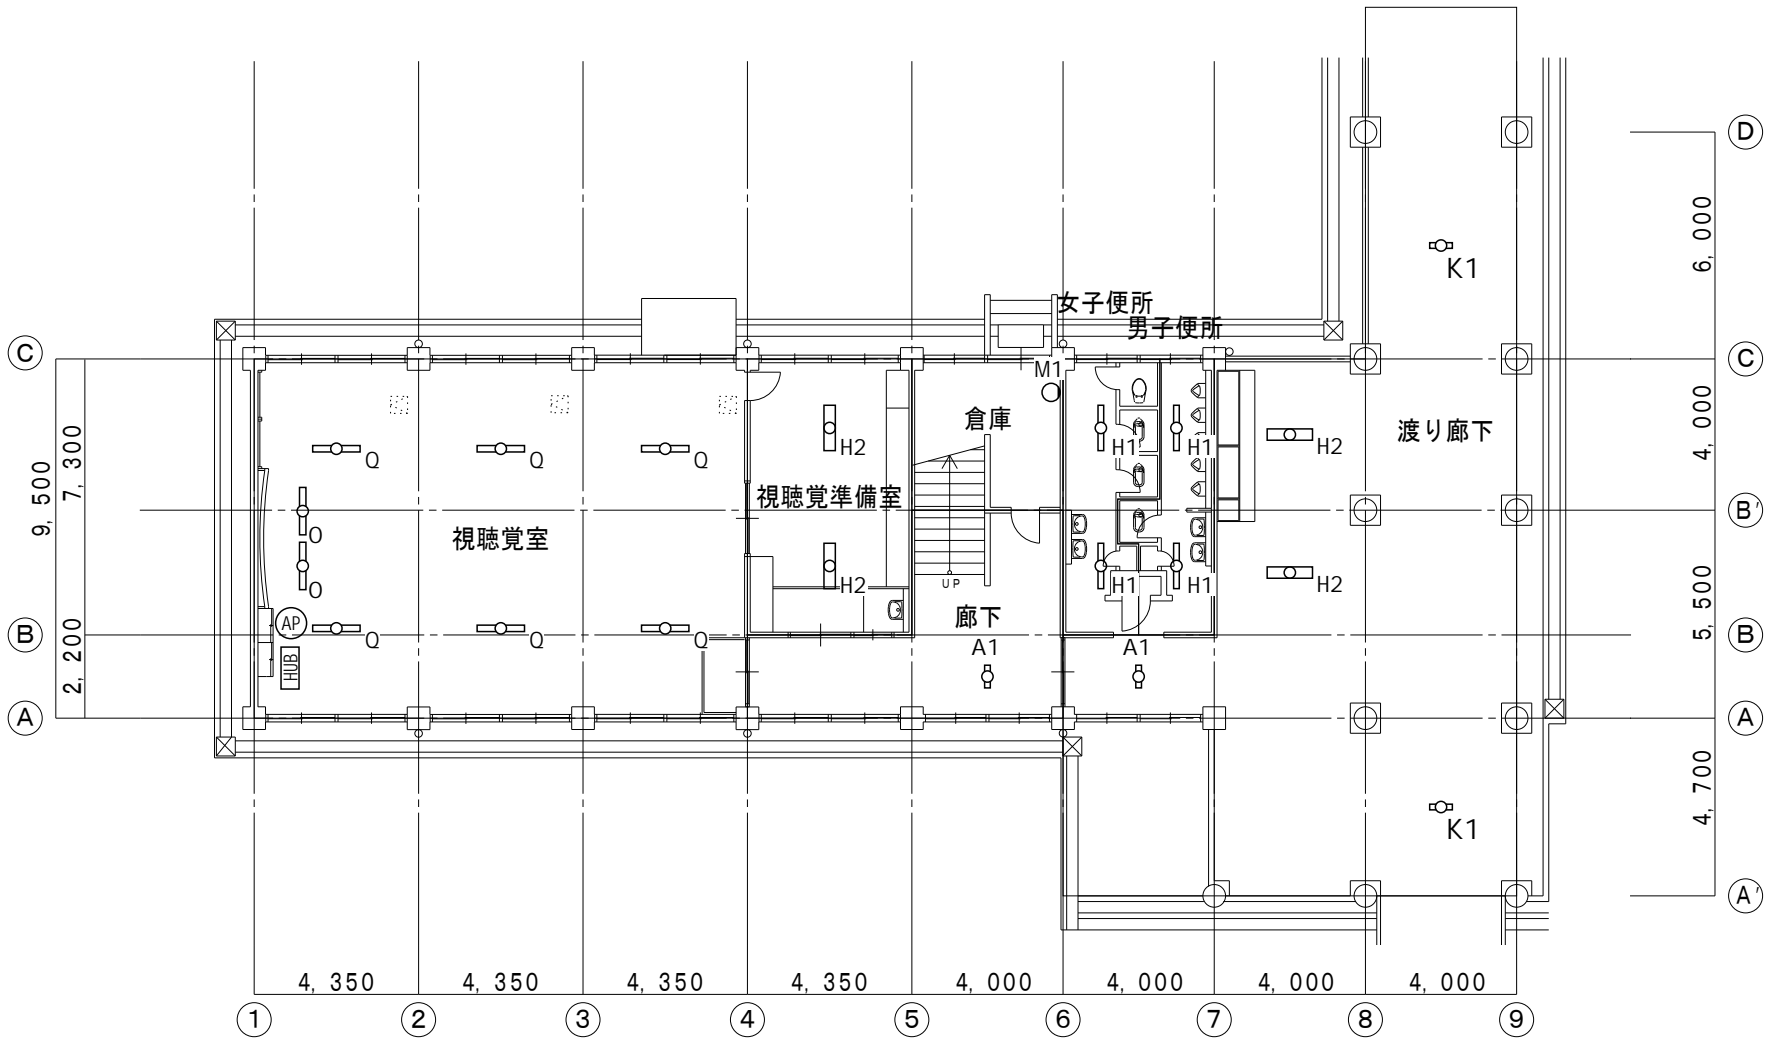 D
6,000
K1
女子便所
男子便所
C
C
M1
倉庫
渡り廊下
4,000
7,300
9,500
Q
Q
Q
H2
H1
H1
H2
視聴覚準備室
B'
視聴覚室
O
O
H2
UP
H1
H1
H2
5,500
AP
廊下
B
B
Q
Q
Q
HUB
2,200
A1
A1
A
A
4,700
K1
A'
4,350
4,350
4,350
4,350
4,000
4,000
4,000
4,000
1
2
3
4
5
6
7
8
9